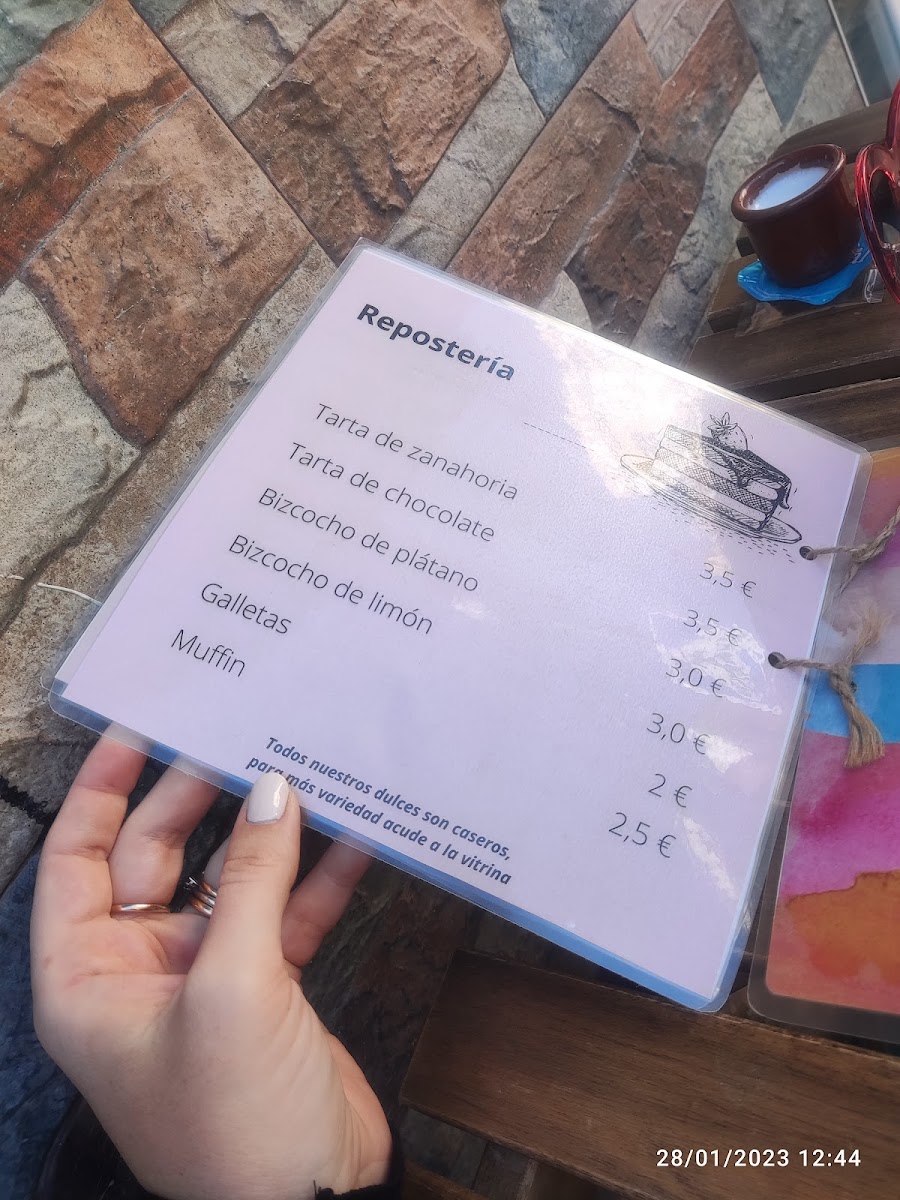 Repostería
Tarta de zanahoria 3,5 €
Tarta de chocolate 3,5 €
Bizcocho de plátano 3,0 €
Bizcocho de limón 3,0 €
Galletas 2 €
Muffin 2,5 €
Todos nuestros dulces son caseros,
para más variedad acude a la vitrina
28/01/2023 12:44